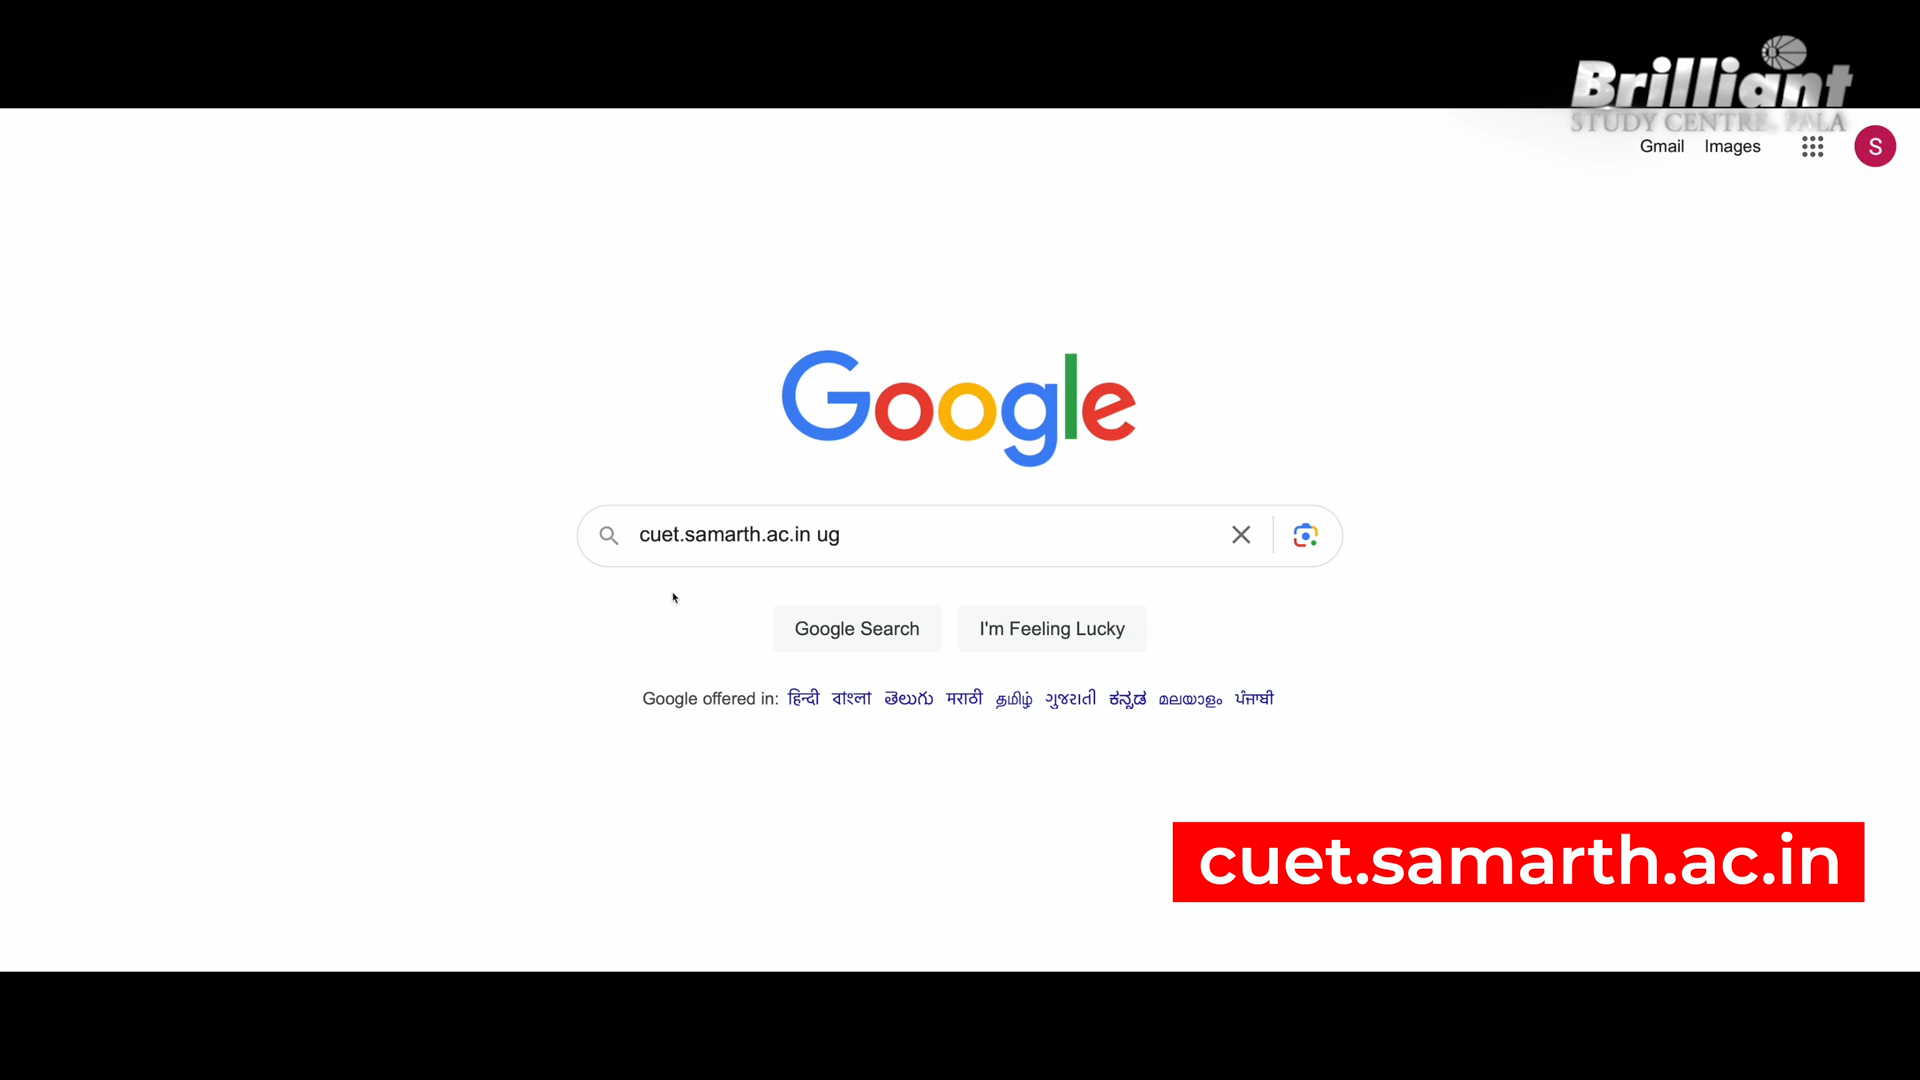 Brilliant
STUDY CENTRE, PALA
Gmail Images
S
Google
cuet.samarth.ac.in ug
Google Search I'm Feeling Lucky
Google offered in: हिन्दी বাংলা తెలుగు मराठी தமிழ் ગુજરાતી ಕನ್ನಡ മലയാളം ਪੰਜਾਬੀ
cuet.samarth.ac.in